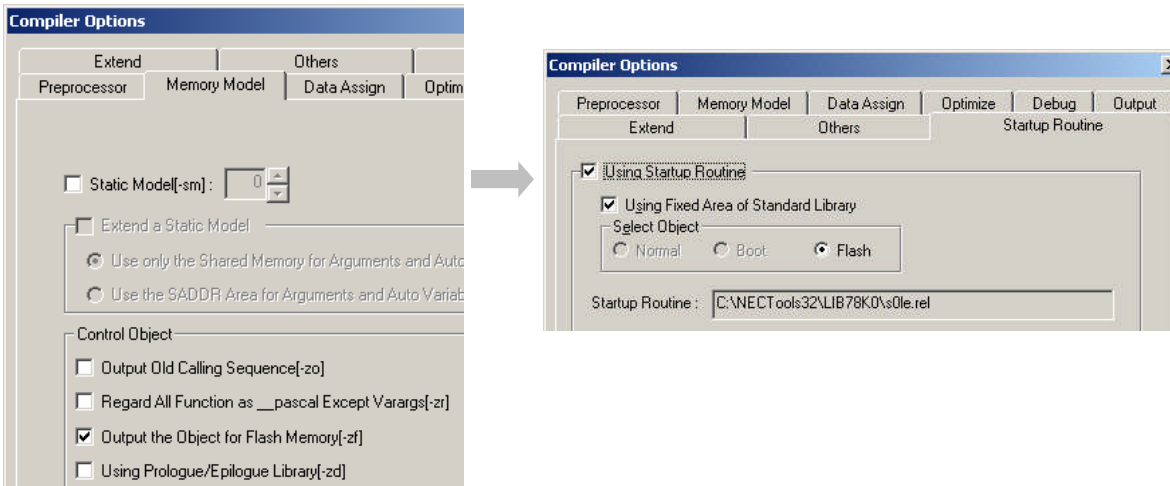 Compiler Options
Extend Others
Preprocessor Memory Model Data Assign Optim
Static Model[-sm] : 0
Extend a Static Model
Use only the Shared Memory for Arguments and Auto
Use the SADDR Area for Arguments and Auto Variab
Control Object
Output Old Calling Sequence[-zo]
Regard All Function as __pascal Except Varargs[-zr]
Output the Object for Flash Memory[-zf]
Using Prologue/Epilogue Library[-zd]
Compiler Options
Preprocessor Memory Model Data Assign Optimize Debug Output
Extend Others Startup Routine
Using Startup Routine
Using Fixed Area of Standard Library
Select Object
Normal Boot Flash
Startup Routine : C:\NECTools32\LIB78K0\s0le.rel